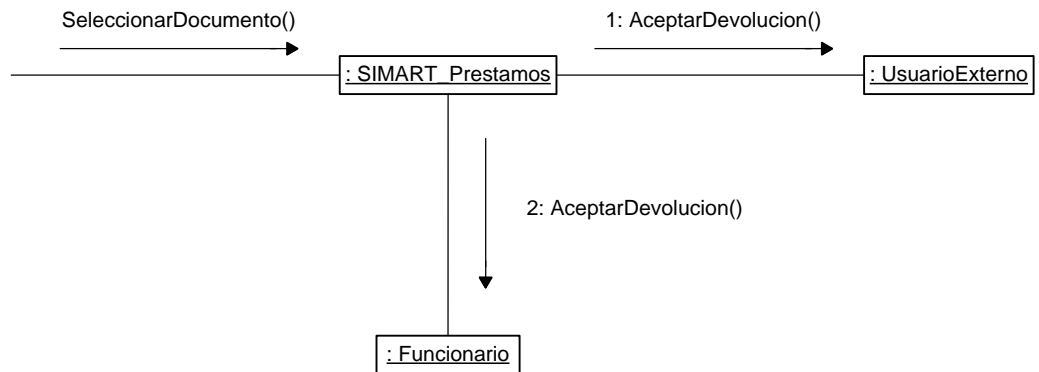 SeleccionarDocumento()
1: AceptarDevolucion()
: SIMART_Prestamos
: UsuarioExterno
2: AceptarDevolucion()
: Funcionario